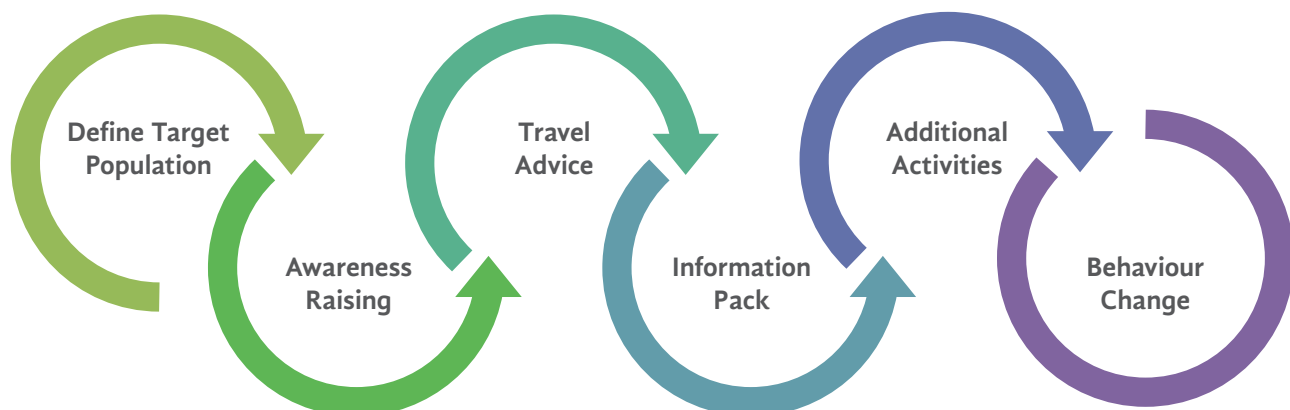 Define Target
Population
Awareness
Raising
Travel
Advice
Information
Pack
Additional
Activities
Behaviour
Change